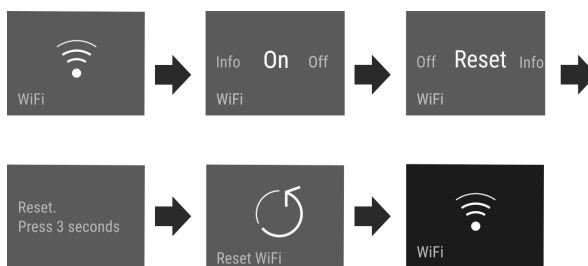 WiFi
Info On Off
WiFi
Off Reset Info
WiFi
Reset.
Press 3 seconds
Reset WiFi
WiFi